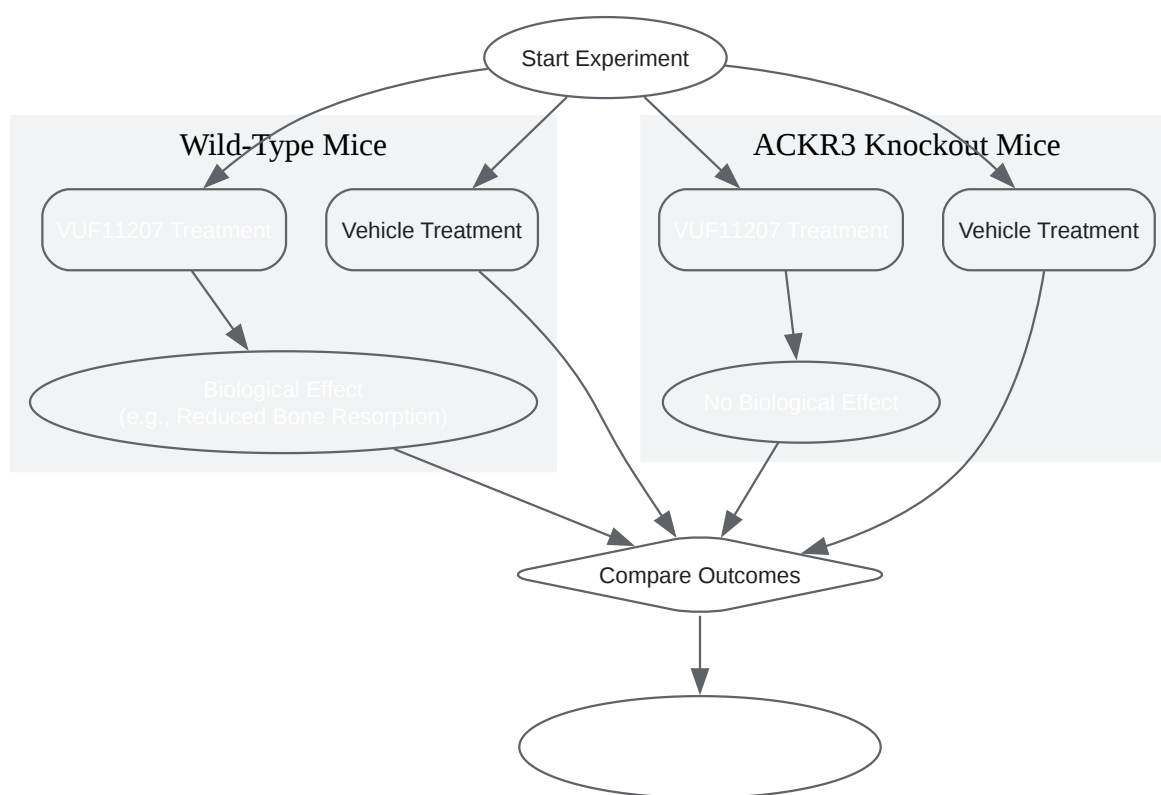 Start Experiment
Wild-Type Mice
ACKR3 Knockout Mice
VUF11207 Treatment
Vehicle Treatment
VUF11207 Treatment
Vehicle Treatment
Biological Effect
(e.g., Reduced Bone Resorption)
No Biological Effect
Compare Outcomes